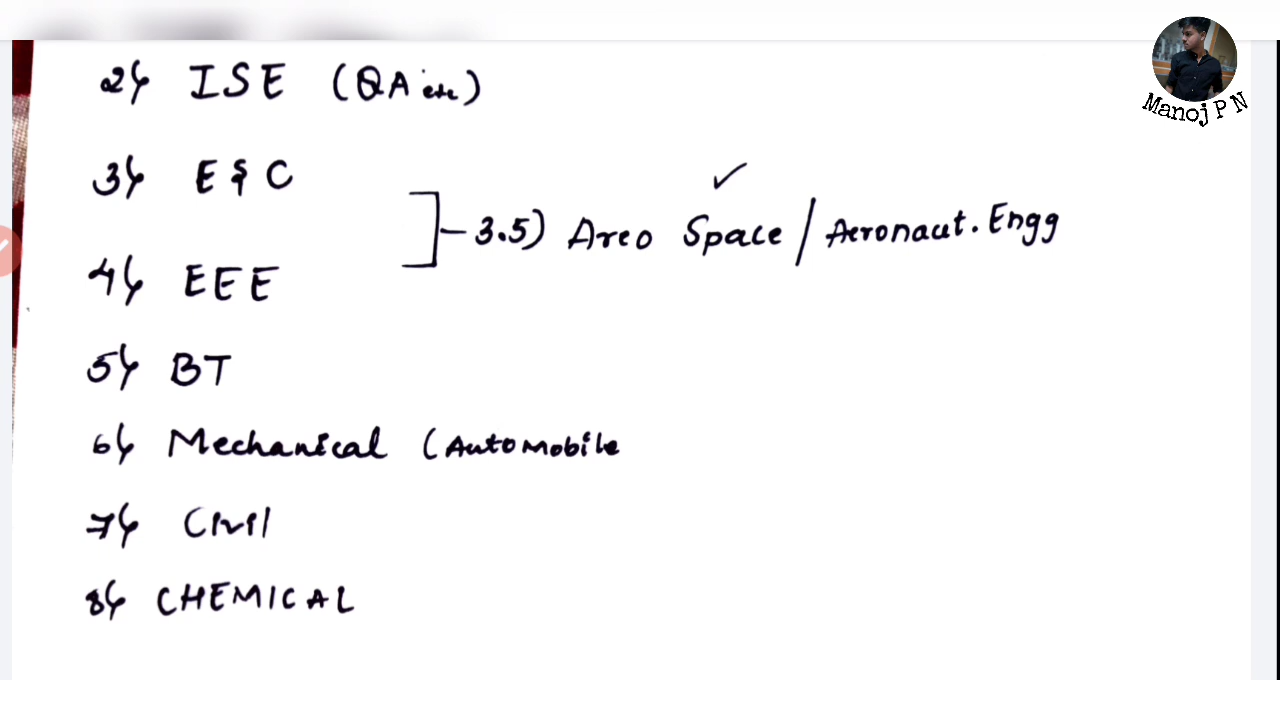 2) ISE (QA etc)
3) E & C
3.5) Areo Space / Aeronaut. Engg
4) EEE
5) BT
6) Mechanical (Automobile
7) Civil
8) CHEMICAL
Manoj P N